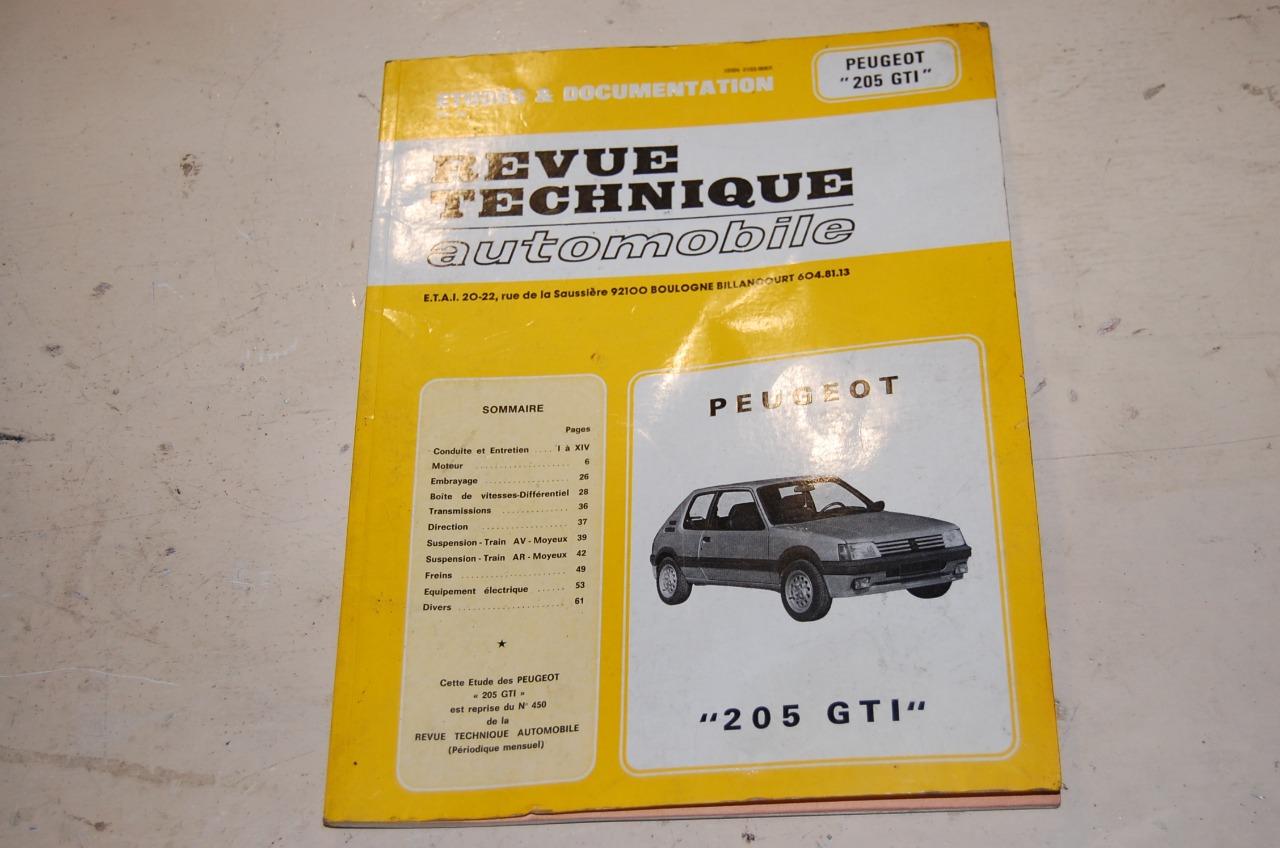 ETUDES & DOCUMENTATION
PEUGEOT
"205 GTI"
REVUE
TECHNIQUE
automobile
E.T.A.I. 20-22, rue de la Saussière 92100 BOULOGNE BILLANCOURT 604.81.13
SOMMAIRE
Pages
Conduite et Entretien .... I à XIV
Moteur .................... 6
Embrayage ................. 26
Boîte de vitesses-Différentiel 28
Transmissions ............. 36
Direction ................. 37
Suspension - Train AV - Moyeux 39
Suspension - Train AR - Moyeux 42
Freins .................... 49
Equipement électrique ...... 53
Divers .................... 61
★
Cette Etude des PEUGEOT
« 205 GTI »
est reprise du N° 450
de la
REVUE TECHNIQUE AUTOMOBILE
(Périodique mensuel)
PEUGEOT
"205 GTI"